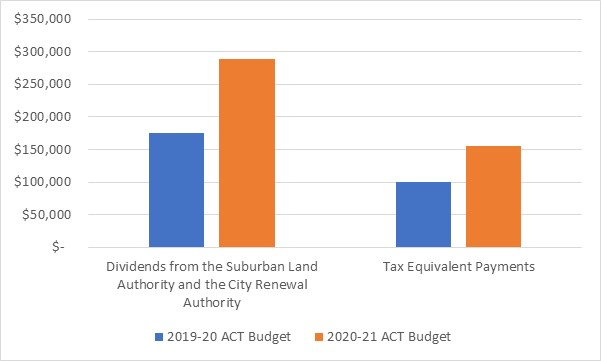 $350,000
$300,000
$250,000
$200,000
$150,000
$100,000
$50,000
$-
Dividends from the Suburban Land
Authority and the City Renewal
Authority
Tax Equivalent Payments
2019-20 ACT Budget
2020-21 ACT Budget